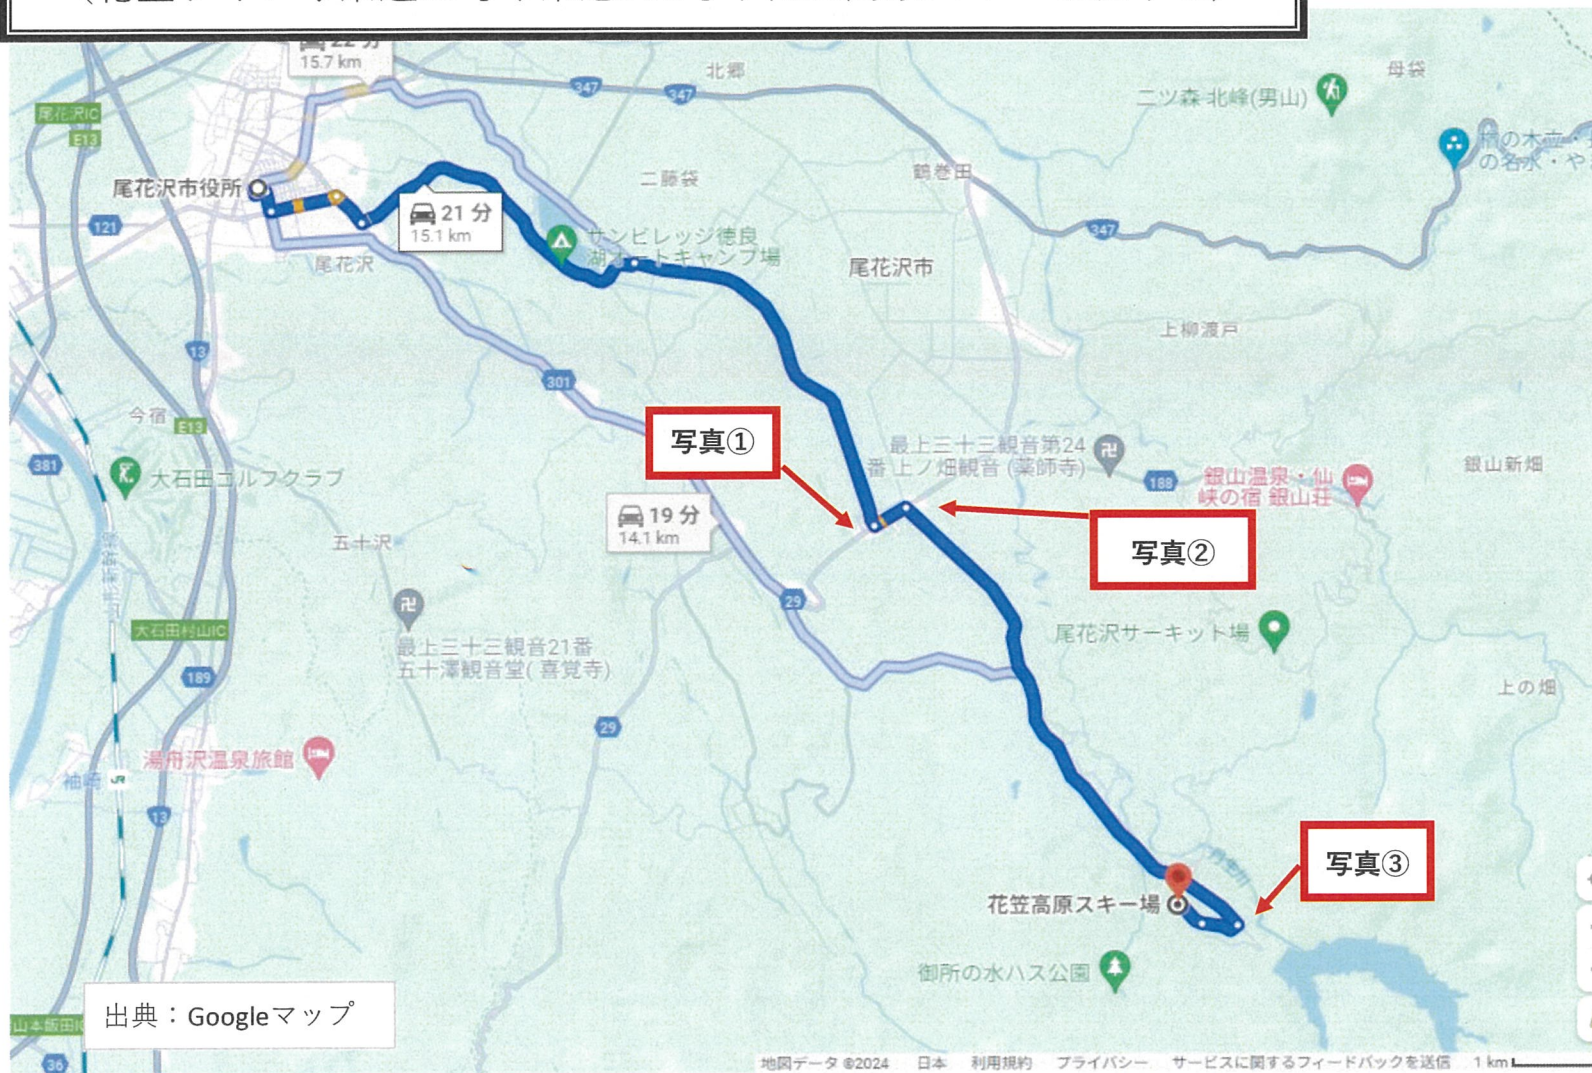 15.7 km
北郷
母袋
347
347
二ツ森 北峰(男山)
尾花沢IC
E13
の名水・や
鶴巻田
二藤袋
尾花沢市役所
21 分
15.1 km
121
347
サンビレッジ徳良
湖オートキャンプ場
尾花沢
尾花沢市
上柳渡戸
13
301
今宿
E13
写真①
最上三十三観音第24
番 上ノ畑観音 (薬師寺)
381
大石田ゴルフクラブ
188
銀山温泉・仙
峡の宿 銀山荘
銀山新畑
19 分
14.1 km
五十沢
写真②
29
大石田村山IC
最上三十三観音21番
五十澤観音堂( 喜覚寺)
尾花沢サーキット場
189
上の畑
29
湯舟沢温泉旅館
袖崎
JR
13
写真③
花笠高原スキー場
御所の水ハス公園
出典：Googleマップ
36
地図データ ©2024 日本 利用規約 プライバシー サービスに関するフィードバックを送信 1 km